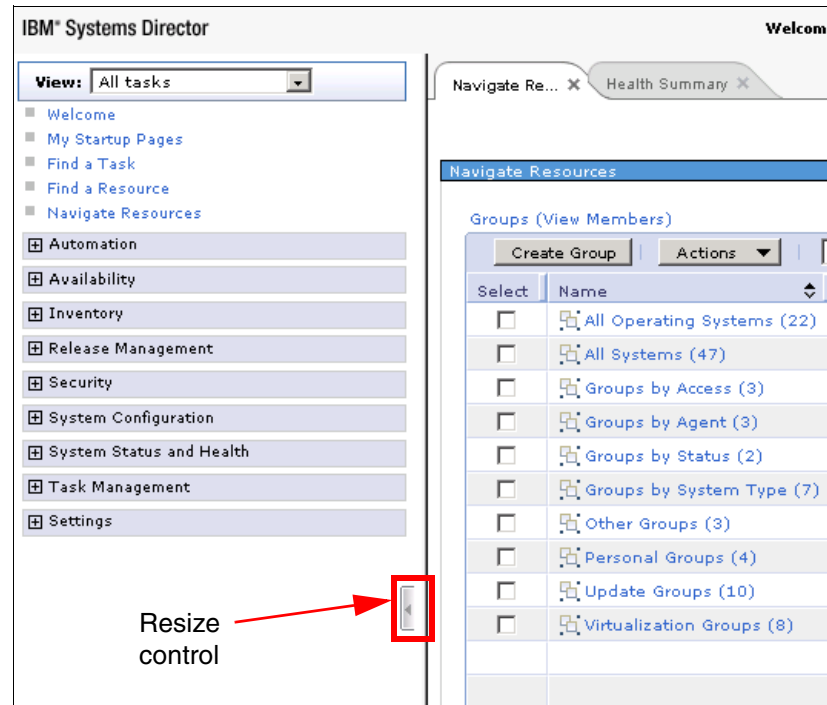 IBM® Systems Director
Welcom
View: All tasks
Welcome
My Startup Pages
Find a Task
Find a Resource
Navigate Resources
Automation
Availability
Inventory
Release Management
Security
System Configuration
System Status and Health
Task Management
Settings
Resize
control
Navigate Re...
Health Summary
Navigate Resources
Groups (View Members)
Create Group
Actions
Select Name
All Operating Systems (22)
All Systems (47)
Groups by Access (3)
Groups by Agent (3)
Groups by Status (2)
Groups by System Type (7)
Other Groups (3)
Personal Groups (4)
Update Groups (10)
Virtualization Groups (8)